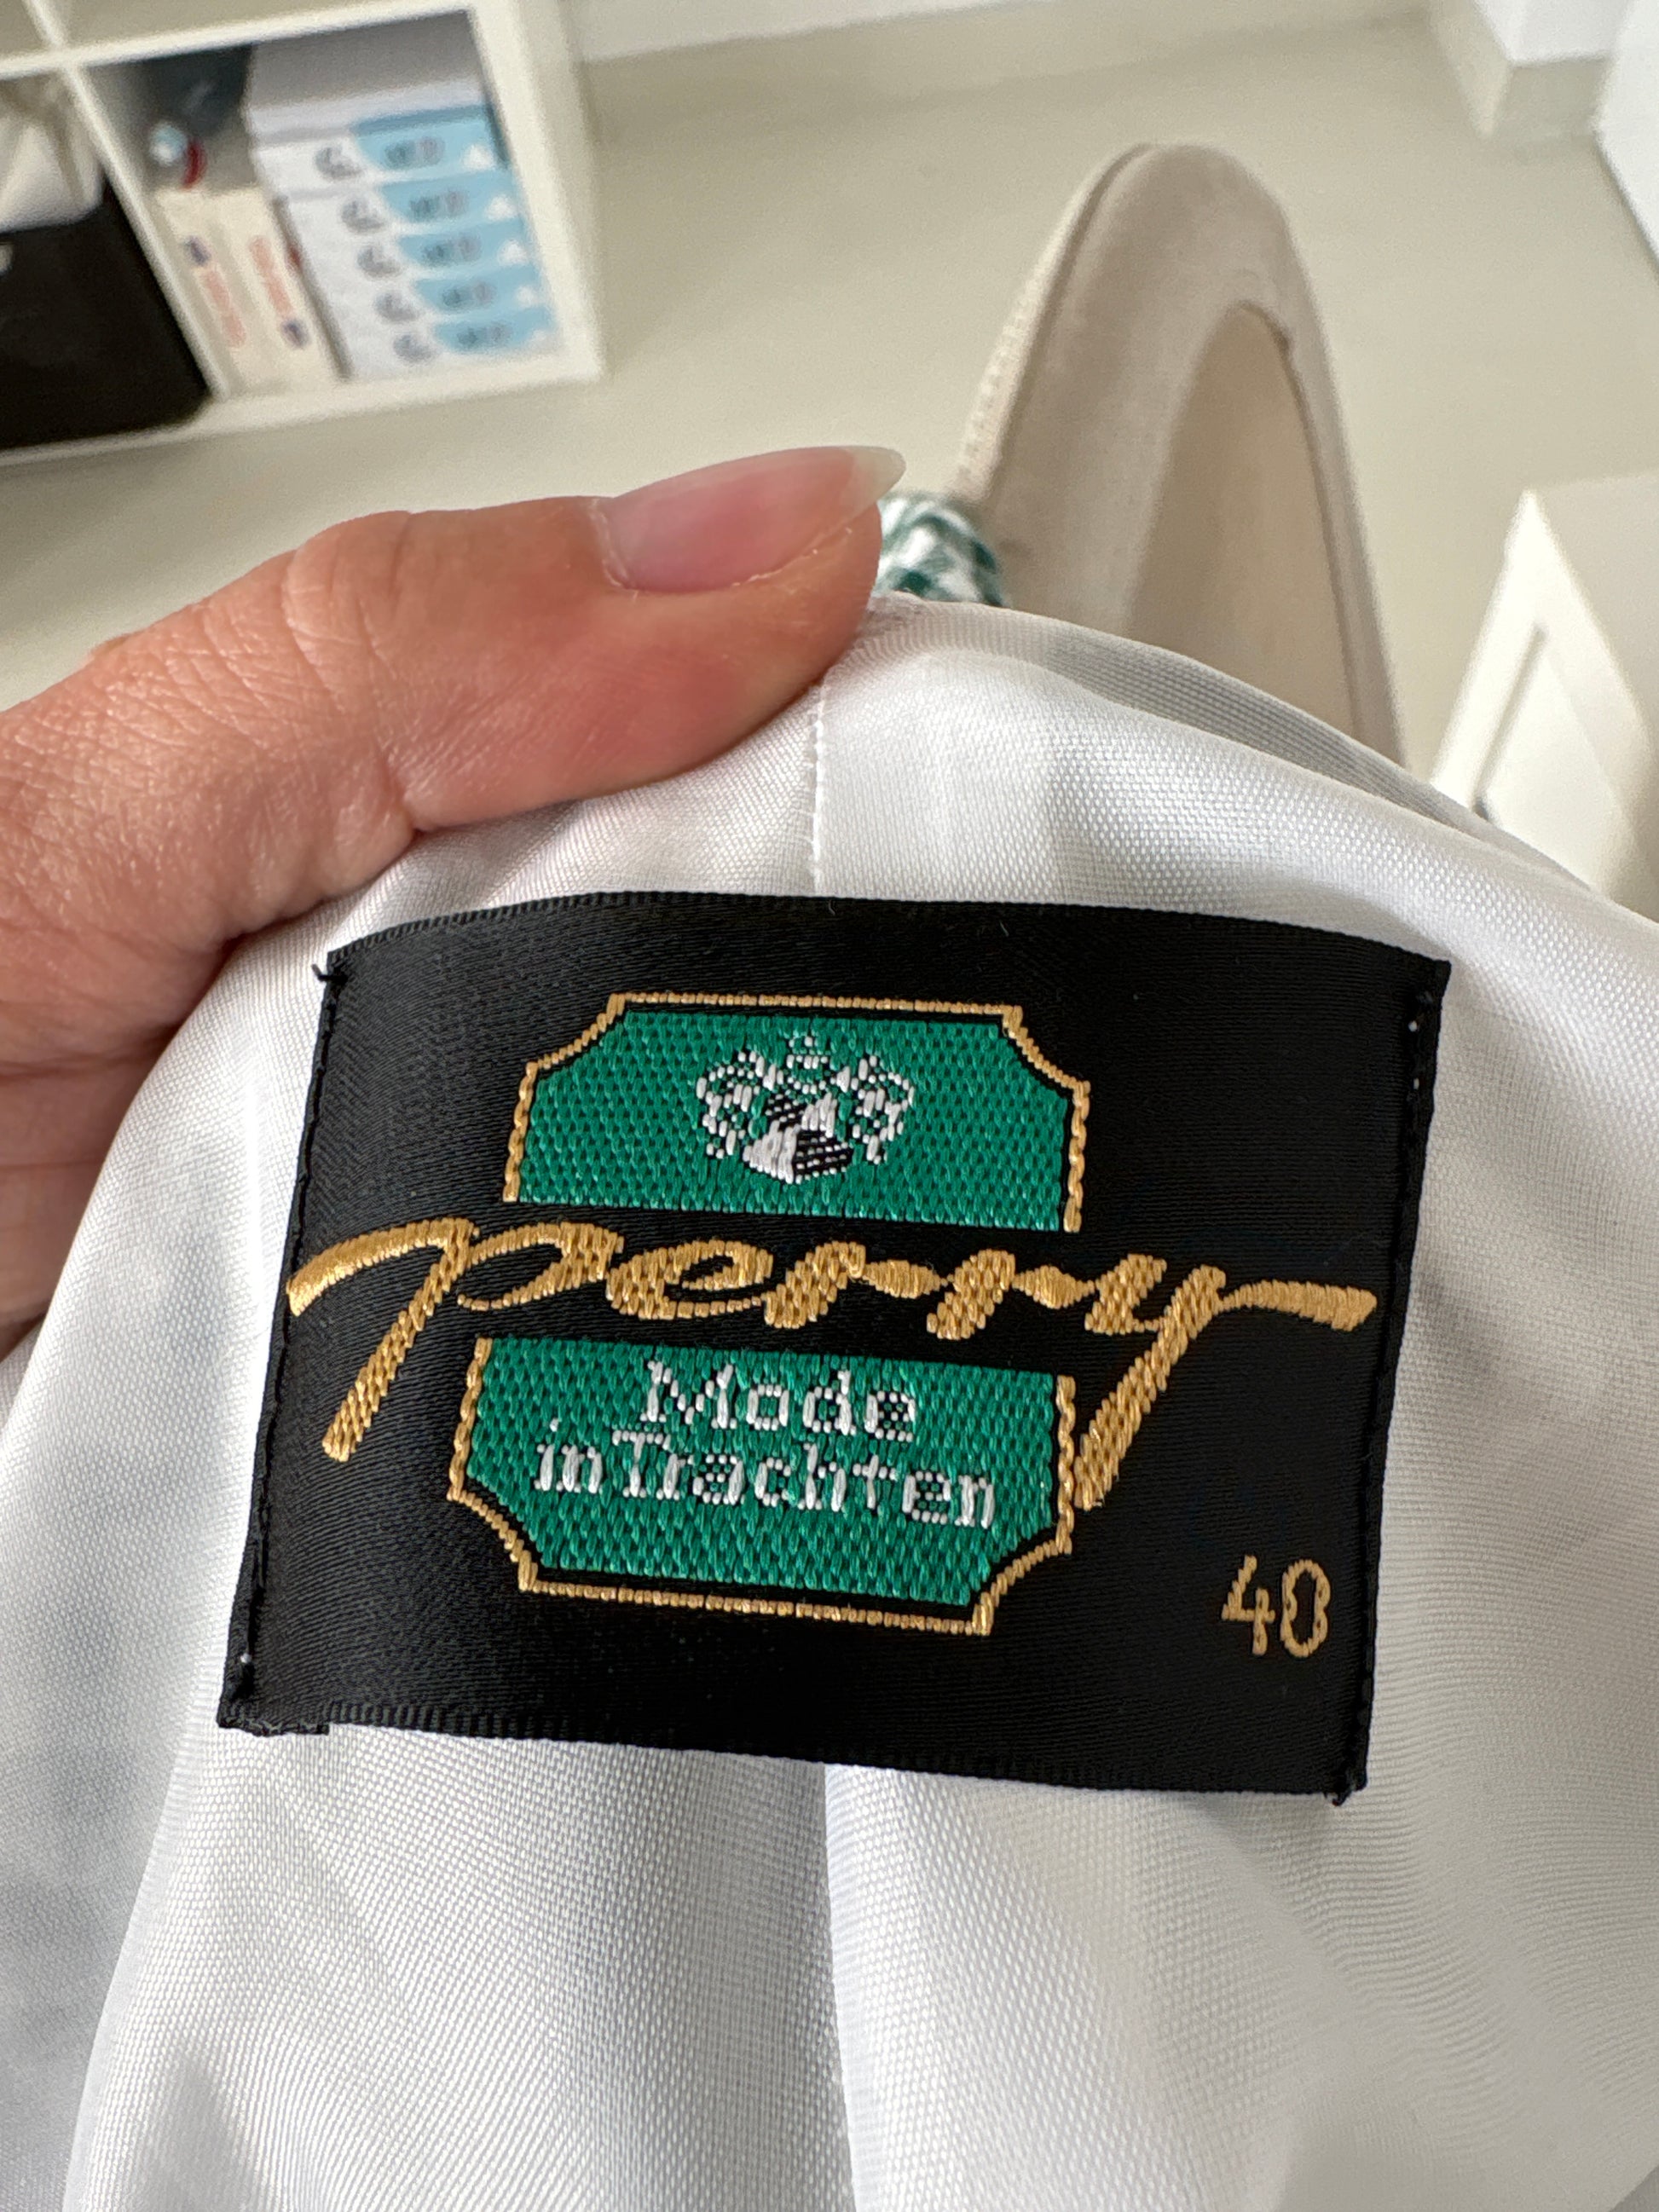 perry
Mode
in Trachten
40